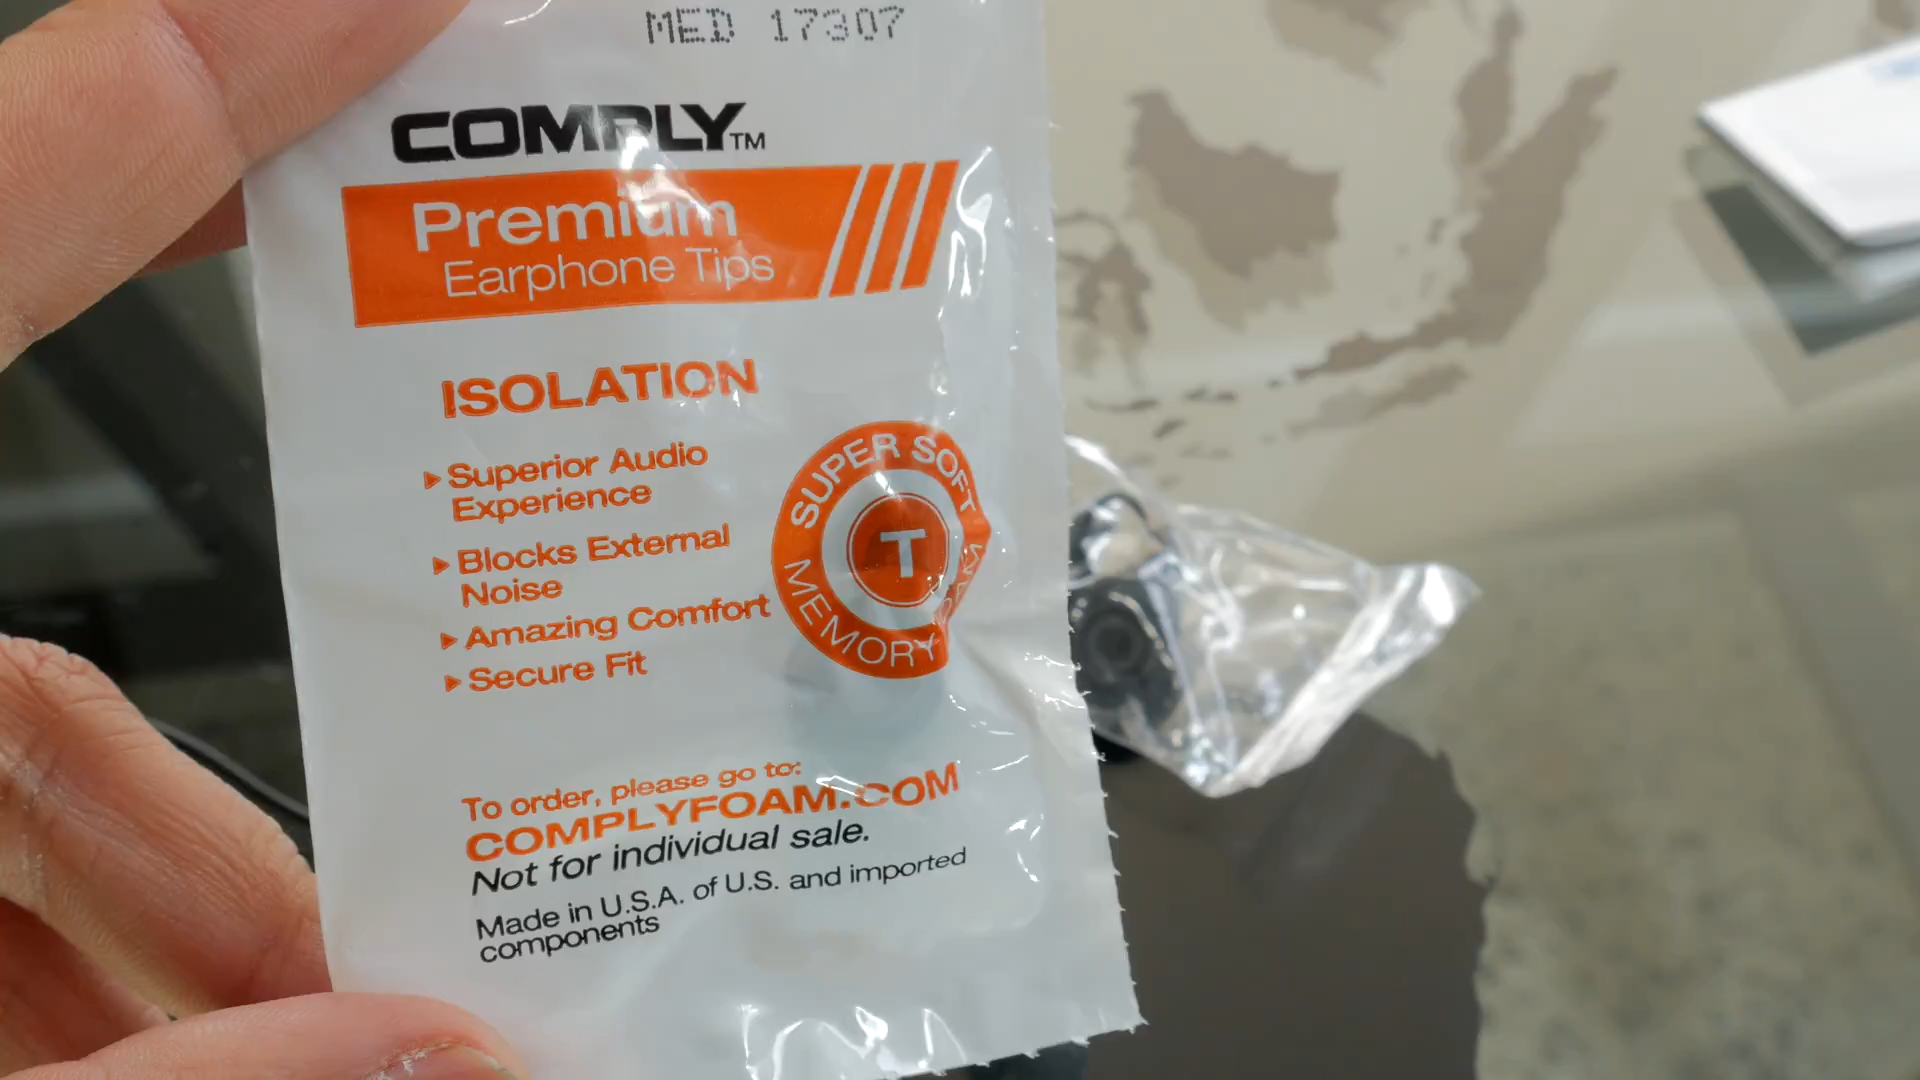 MED 17307
COMPLY™
Premium
Earphone Tips
ISOLATION
▸ Superior Audio
Experience
▸ Blocks External
Noise
▸ Amazing Comfort
▸ Secure Fit
SUPER SOFT
T
MEMORY FOAM
To order, please go to:
COMPLYFOAM.COM
Not for individual sale.
Made in U.S.A. of U.S. and imported
components